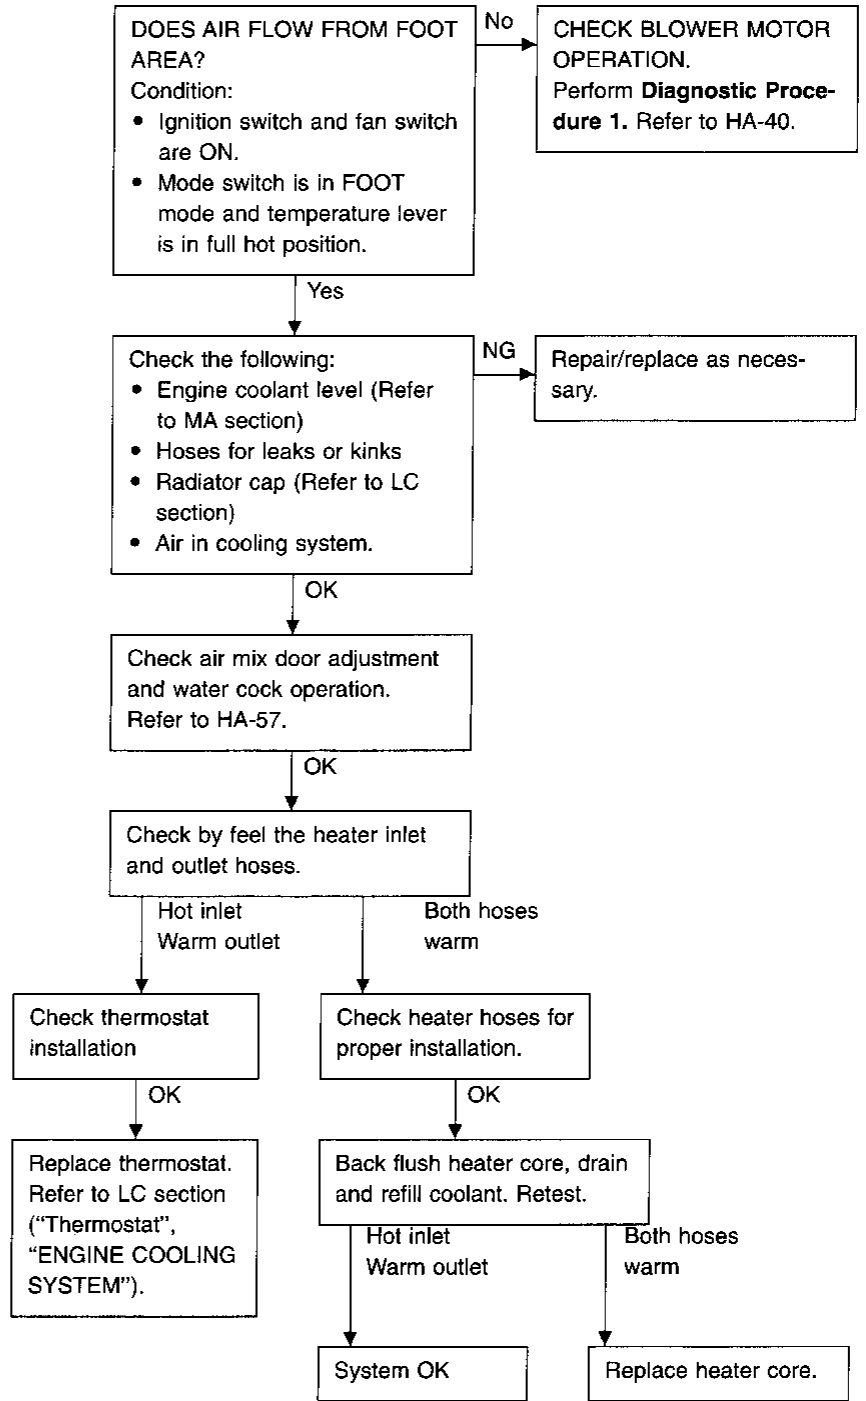 DOES AIR FLOW FROM FOOT
AREA?
Condition:
• Ignition switch and fan switch
are ON.
• Mode switch is in FOOT
mode and temperature lever
is in full hot position.
No
CHECK BLOWER MOTOR
OPERATION.
Perform Diagnostic Proce-
dure 1. Refer to HA-40.
Yes
Check the following:
• Engine coolant level (Refer
to MA section)
• Hoses for leaks or kinks
• Radiator cap (Refer to LC
section)
• Air in cooling system.
NG
Repair/replace as neces-
sary.
OK
Check air mix door adjustment
and water cock operation.
Refer to HA-57.
OK
Check by feel the heater inlet
and outlet hoses.
Hot inlet
Warm outlet
Both hoses
warm
Check thermostat
installation
Check heater hoses for
proper installation.
OK
OK
Replace thermostat.
Refer to LC section
(“Thermostat”,
“ENGINE COOLING
SYSTEM”).
Back flush heater core, drain
and refill coolant. Retest.
Hot inlet
Warm outlet
Both hoses
warm
System OK
Replace heater core.